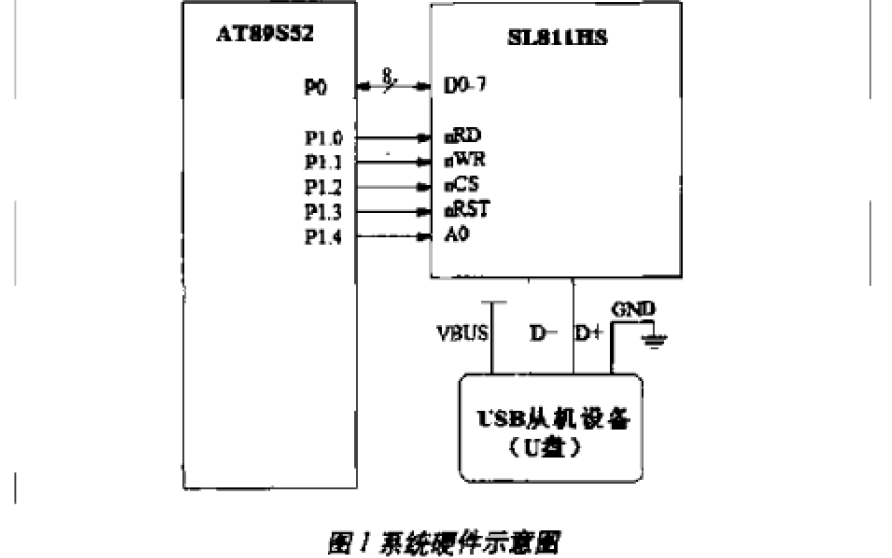 AT89S52
SL811HS
P0
8
D0-7
P1.0
nRD
P1.1
nWR
P1.2
nCS
P1.3
nRST
P1.4
A0
VBUS
D-
D+
GND
USB从机设备
(U盘)
图1系统硬件示意图